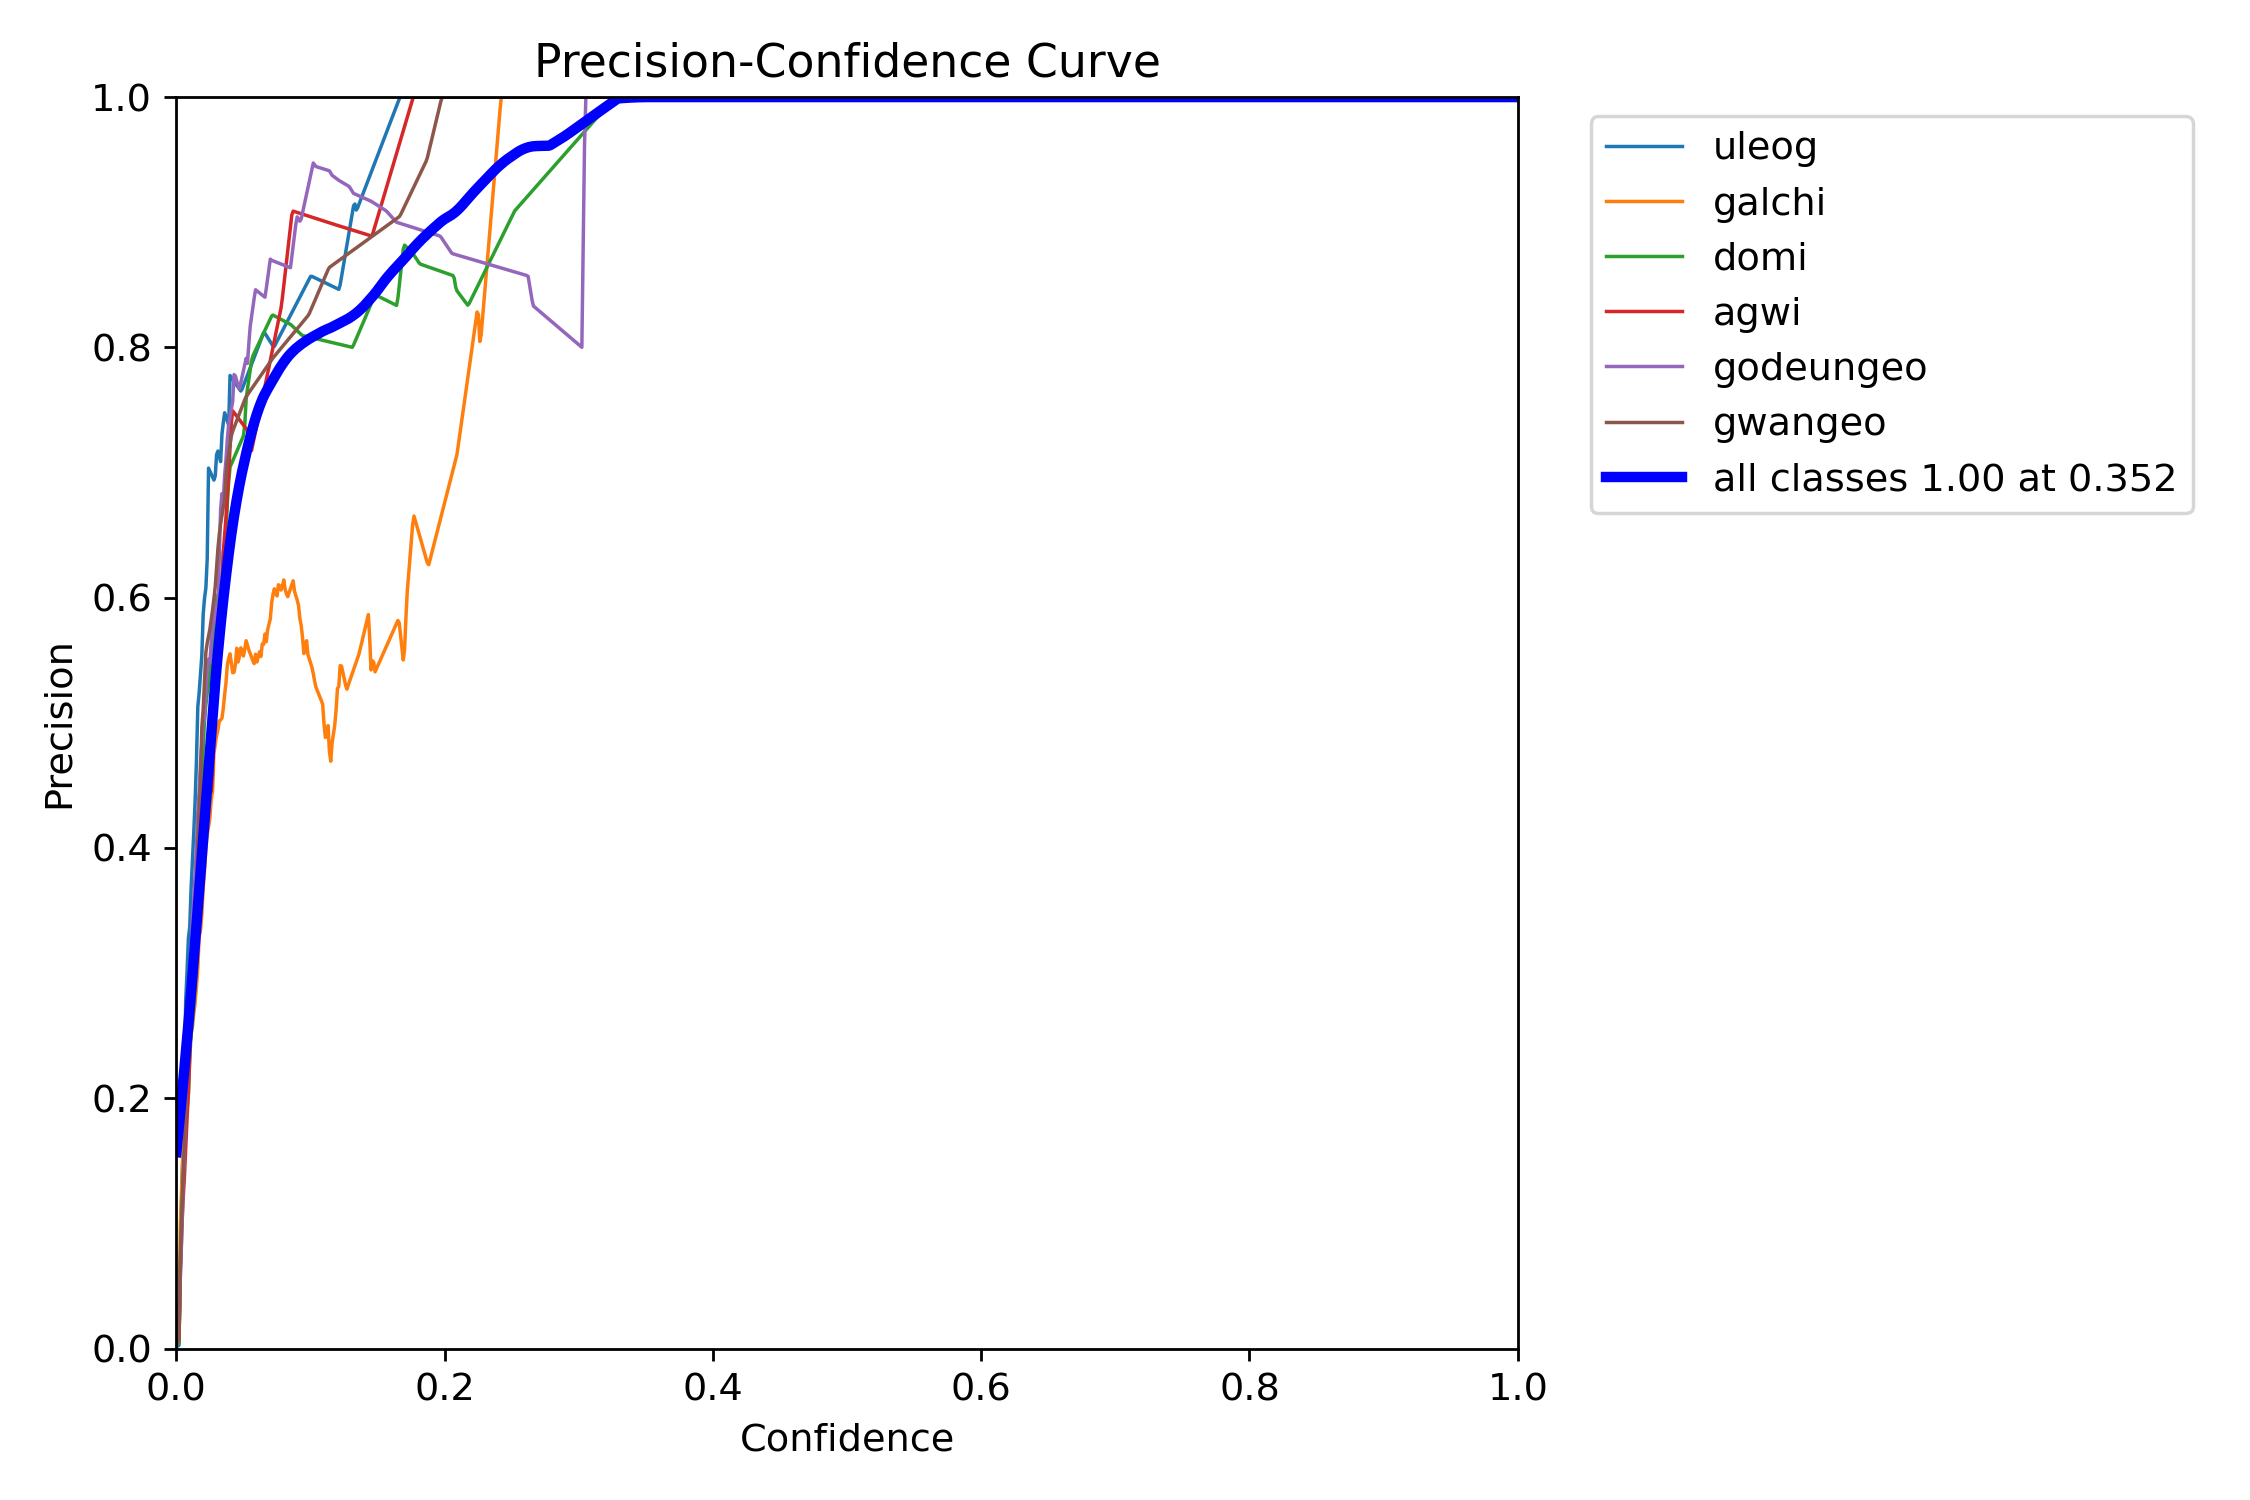 Precision-Confidence Curve
1.0
0.8
0.6
0.4
0.2
0.0
Precision
0.0 0.2 0.4 0.6 0.8 1.0
Confidence
uleog
galchi
domi
agwi
godeungeo
gwangeo
all classes 1.00 at 0.352